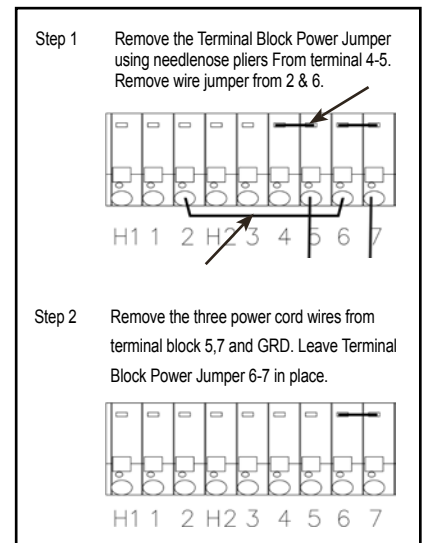 Step 1 Remove the Terminal Block Power Jumper
using needlenose pliers From terminal 4-5.
Remove wire jumper from 2 & 6.
H1 1 2 H2 3 4 5 6 7
Step 2 Remove the three power cord wires from
terminal block 5,7 and GRD. Leave Terminal
Block Power Jumper 6-7 in place.
H1 1 2 H2 3 4 5 6 7